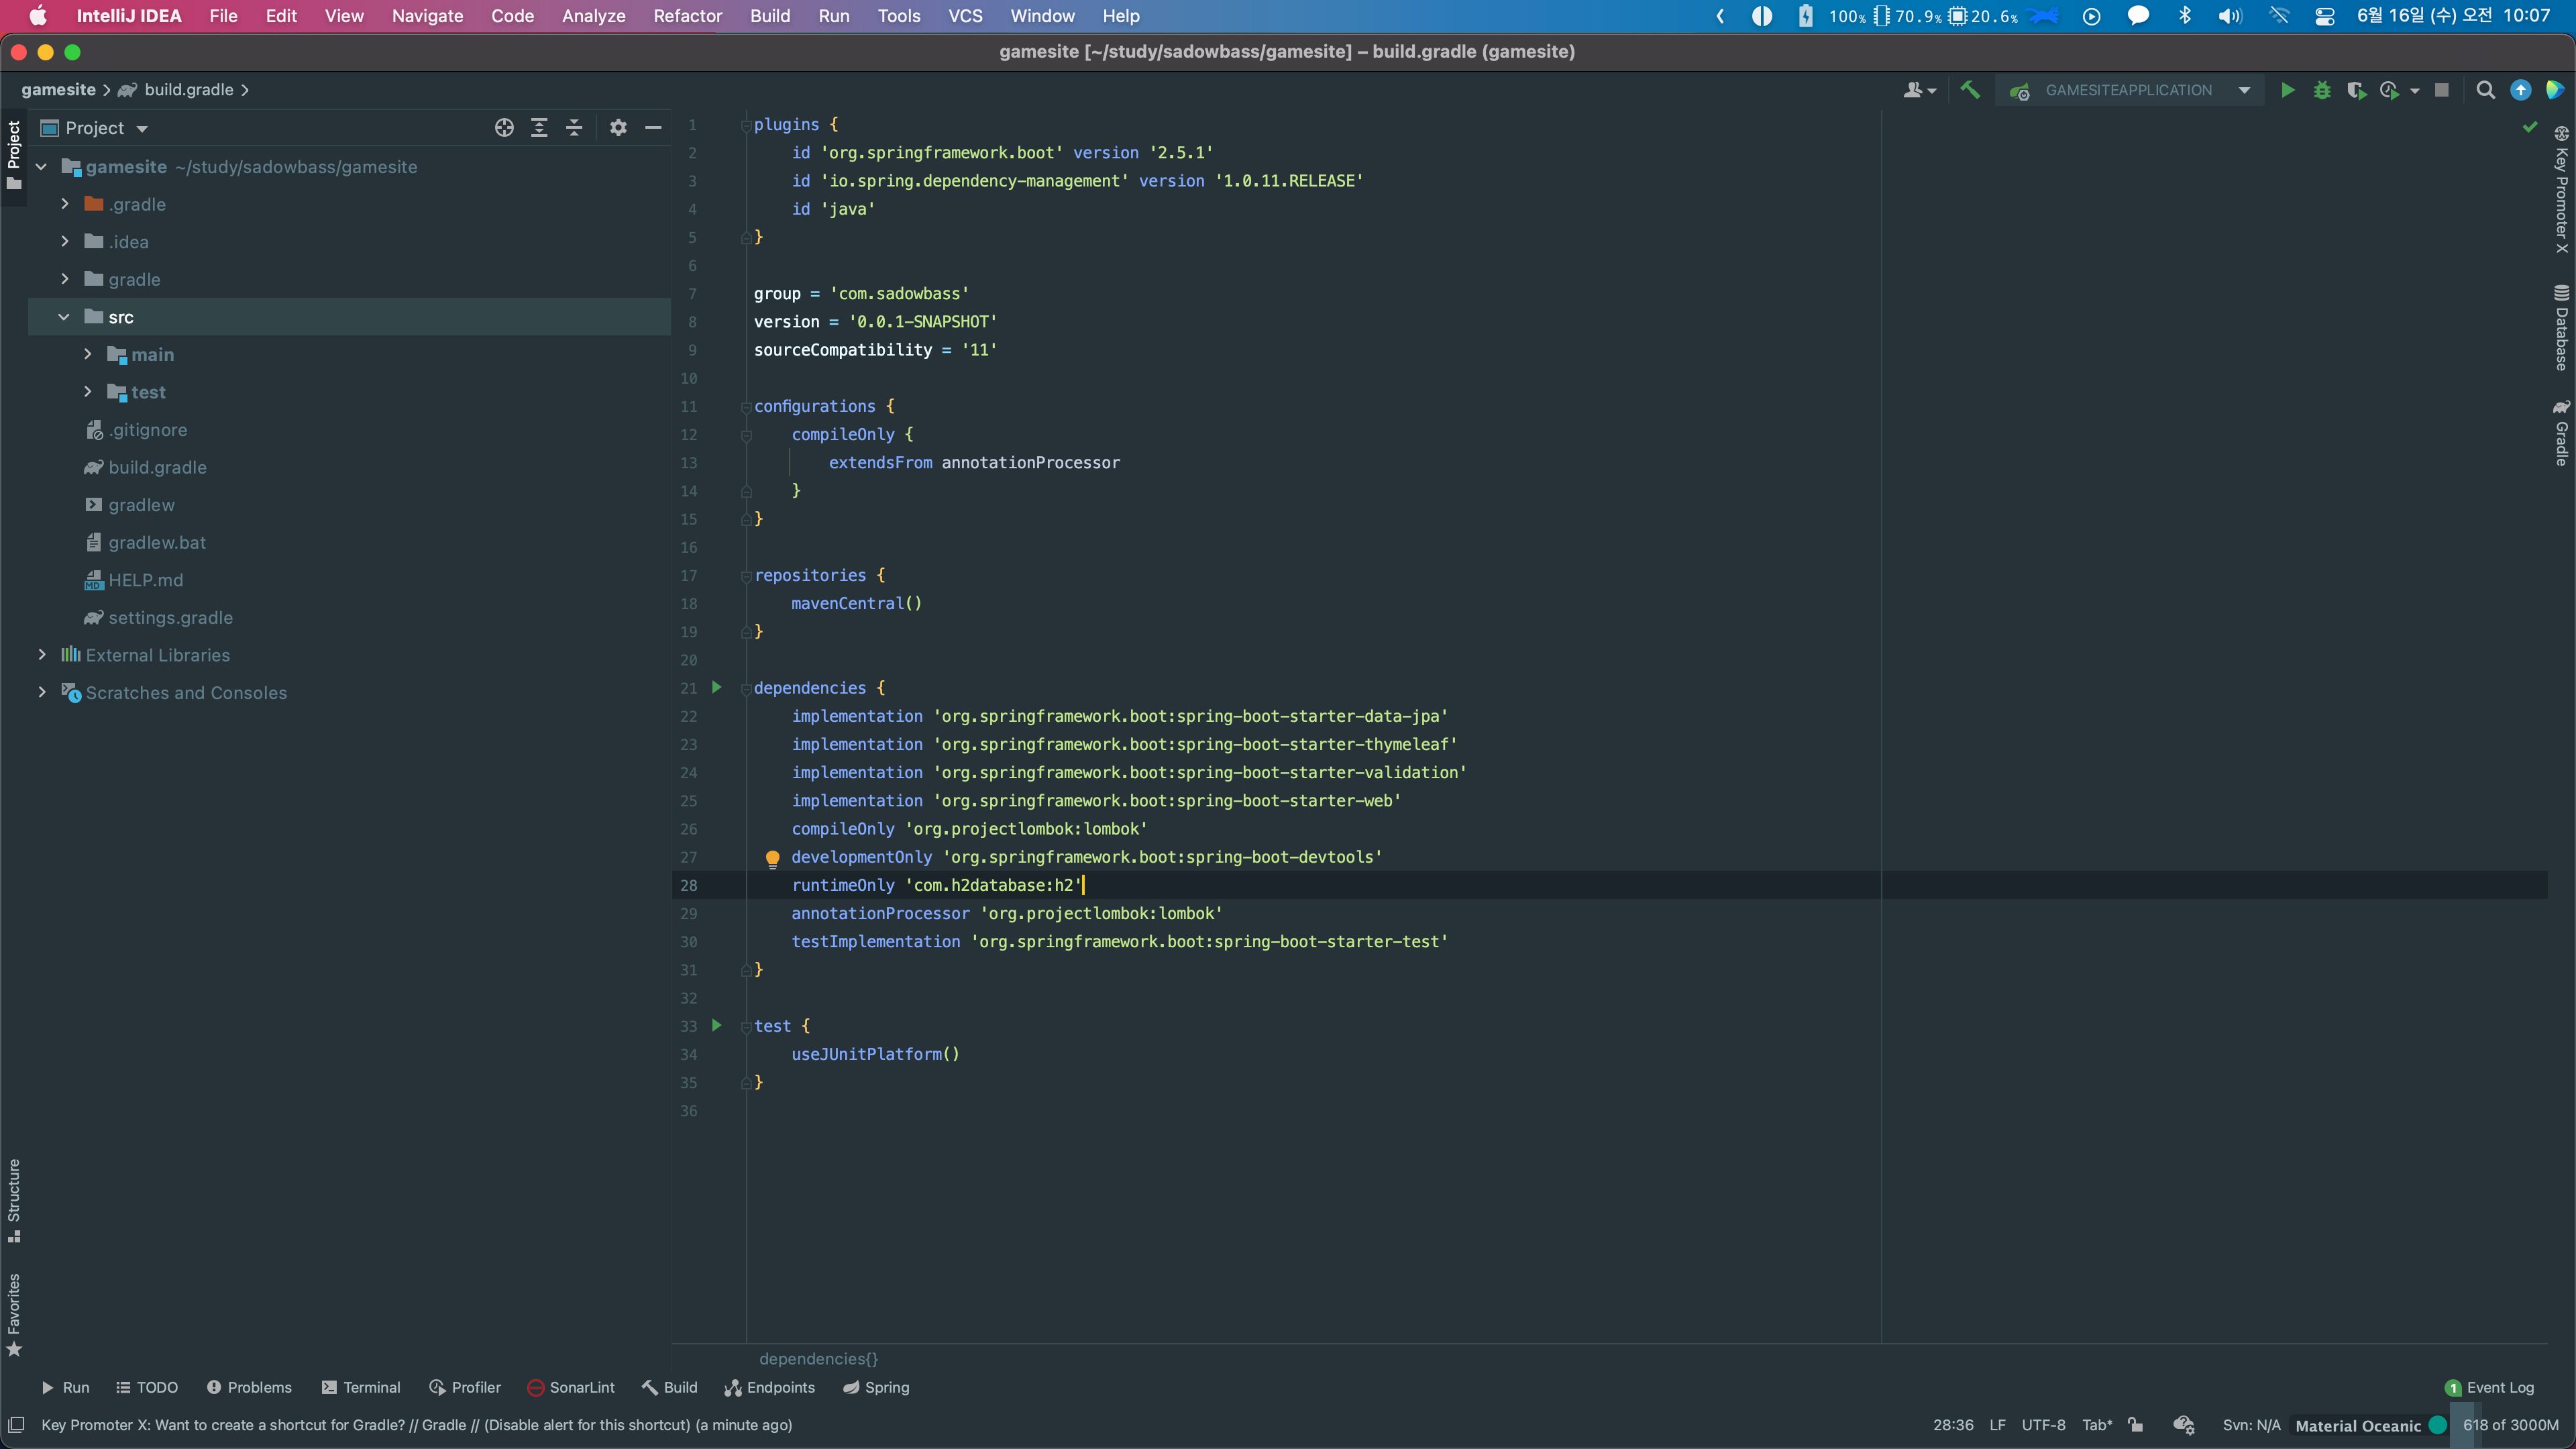 IntelliJ IDEA File Edit View Navigate Code Analyze Refactor Build Run Tools VCS Window Help 100% 70.9% 20.6% 6월 16일 (수) 오전 10:07
gamesite [~/study/sadowbass/gamesite] – build.gradle (gamesite)
gamesite build.gradle GAMESITEAPPLICATION
Project
Project
gamesite ~/study/sadowbass/gamesite
.gradle
.idea
gradle
src
main
test
.gitignore
build.gradle
gradlew
gradlew.bat
HELP.md
settings.gradle
External Libraries
Scratches and Consoles
Structure
Favorites
1 plugins {
2 id 'org.springframework.boot' version '2.5.1'
3 id 'io.spring.dependency-management' version '1.0.11.RELEASE'
4 id 'java'
5 }
6
7 group = 'com.sadowbass'
8 version = '0.0.1-SNAPSHOT'
9 sourceCompatibility = '11'
10
11 configurations {
12 compileOnly {
13 extendsFrom annotationProcessor
14 }
15 }
16
17 repositories {
18 mavenCentral()
19 }
20
21 dependencies {
22 implementation 'org.springframework.boot:spring-boot-starter-data-jpa'
23 implementation 'org.springframework.boot:spring-boot-starter-thymeleaf'
24 implementation 'org.springframework.boot:spring-boot-starter-validation'
25 implementation 'org.springframework.boot:spring-boot-starter-web'
26 compileOnly 'org.projectlombok:lombok'
27 developmentOnly 'org.springframework.boot:spring-boot-devtools'
28 runtimeOnly 'com.h2database:h2'
29 annotationProcessor 'org.projectlombok:lombok'
30 testImplementation 'org.springframework.boot:spring-boot-starter-test'
31 }
32
33 test {
34 useJUnitPlatform()
35 }
36
Key Promoter X
Database
Gradle
dependencies{}
Run TODO Problems Terminal Profiler SonarLint Build Endpoints Spring 1 Event Log
Key Promoter X: Want to create a shortcut for Gradle? // Gradle // (Disable alert for this shortcut) (a minute ago) 28:36 LF UTF-8 Tab* Svn: N/A Material Oceanic 618 of 3000M